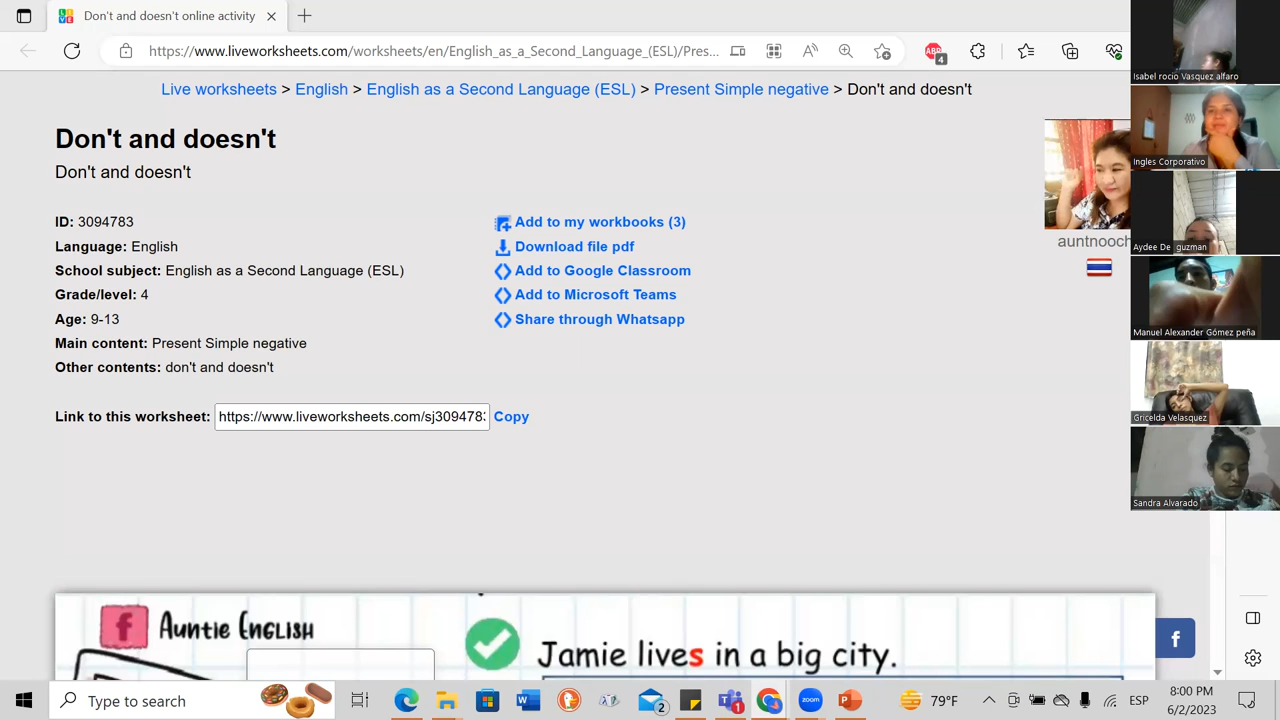 Don't and doesn't online activity
https://www.liveworksheets.com/worksheets/en/English_as_a_Second_Language_(ESL)/Pres...
ABP
4
Live worksheets > English > English as a Second Language (ESL) > Present Simple negative > Don't and doesn't
Don't and doesn't
Don't and doesn't
ID: 3094783
Language: English
School subject: English as a Second Language (ESL)
Grade/level: 4
Age: 9-13
Main content: Present Simple negative
Other contents: don't and doesn't
Link to this worksheet: https://www.liveworksheets.com/sj309478 Copy
Add to my workbooks (3)
Download file pdf
Add to Google Classroom
Add to Microsoft Teams
Share through Whatsapp
auntnooch
Isabel rocio Vasquez alfaro
Ingles Corporativo
Aydee De guzman
Manuel Alexander Gómez peña
Gricelda Velasquez
Sandra Alvarado
f Auntie English
Jamie lives in a big city.
f
Type to search
2
1
zoom
79°F
ESP
8:00 PM
6/2/2023